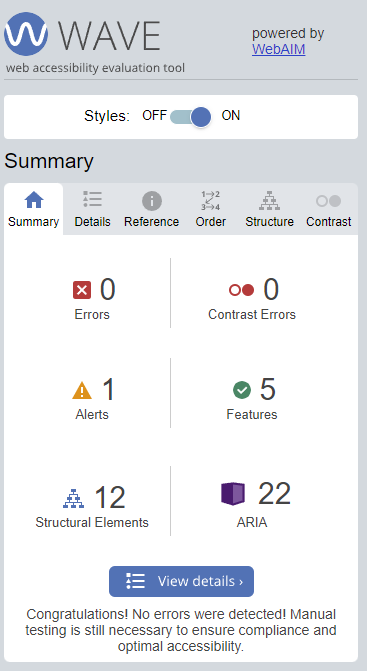 WAVE
web accessibility evaluation tool
powered by
WebAIM
Styles: OFF ON
Summary
Summary Details Reference Order Structure Contrast
1 2
3 4
0
Errors
0
Contrast Errors
1
Alerts
5
Features
12
Structural Elements
22
ARIA
View details ›
Congratulations! No errors were detected! Manual
testing is still necessary to ensure compliance and
optimal accessibility.